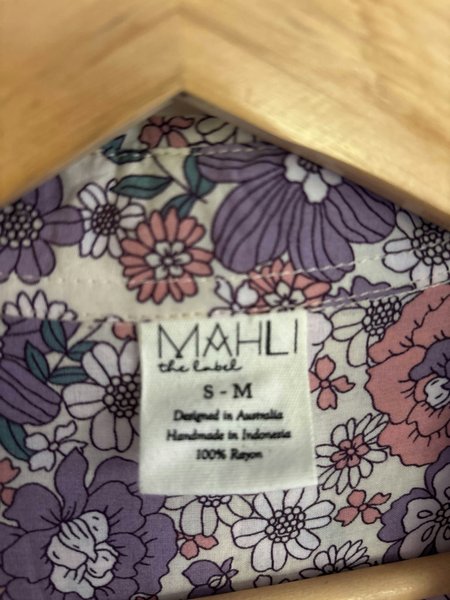 MAHLI
the label
S - M
Designed in Australia
Handmade in Indonesia
100% Rayon